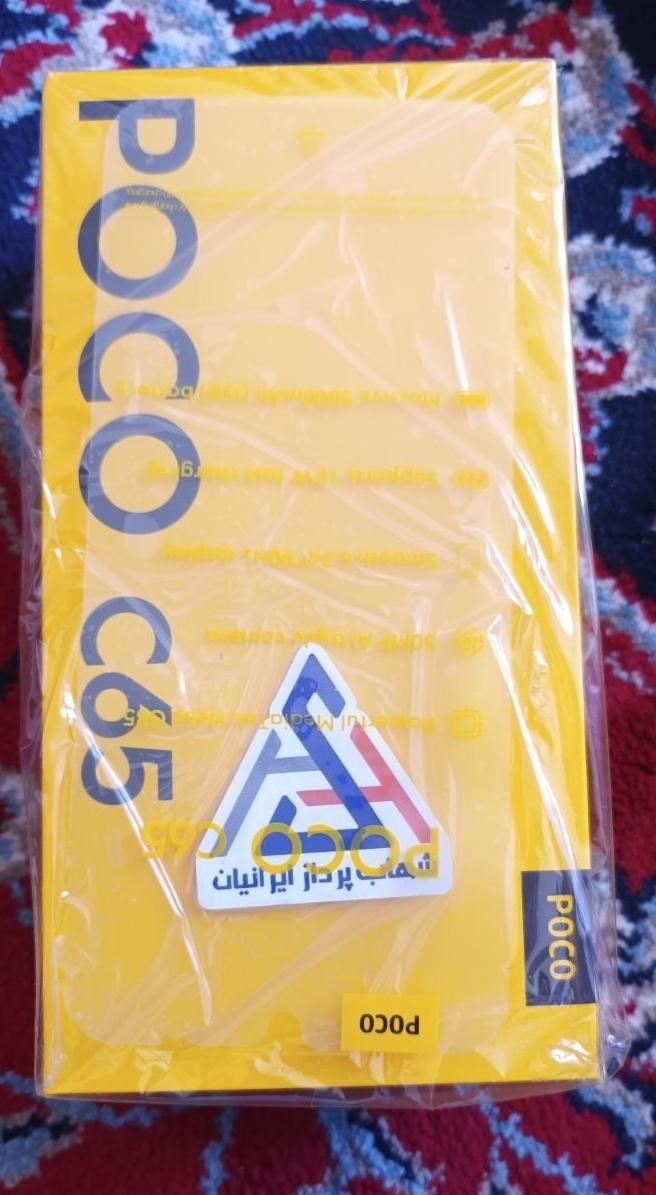 POCO C65
POCO C65
Powerful MediaTek Helio G85
50MP AI triple camera
Smooth 6.74" 90Hz display
Supports 18W fast charging
Massive 5000mAh (typ) battery
شهاب پرداز ایرانیان
POCO
POCO